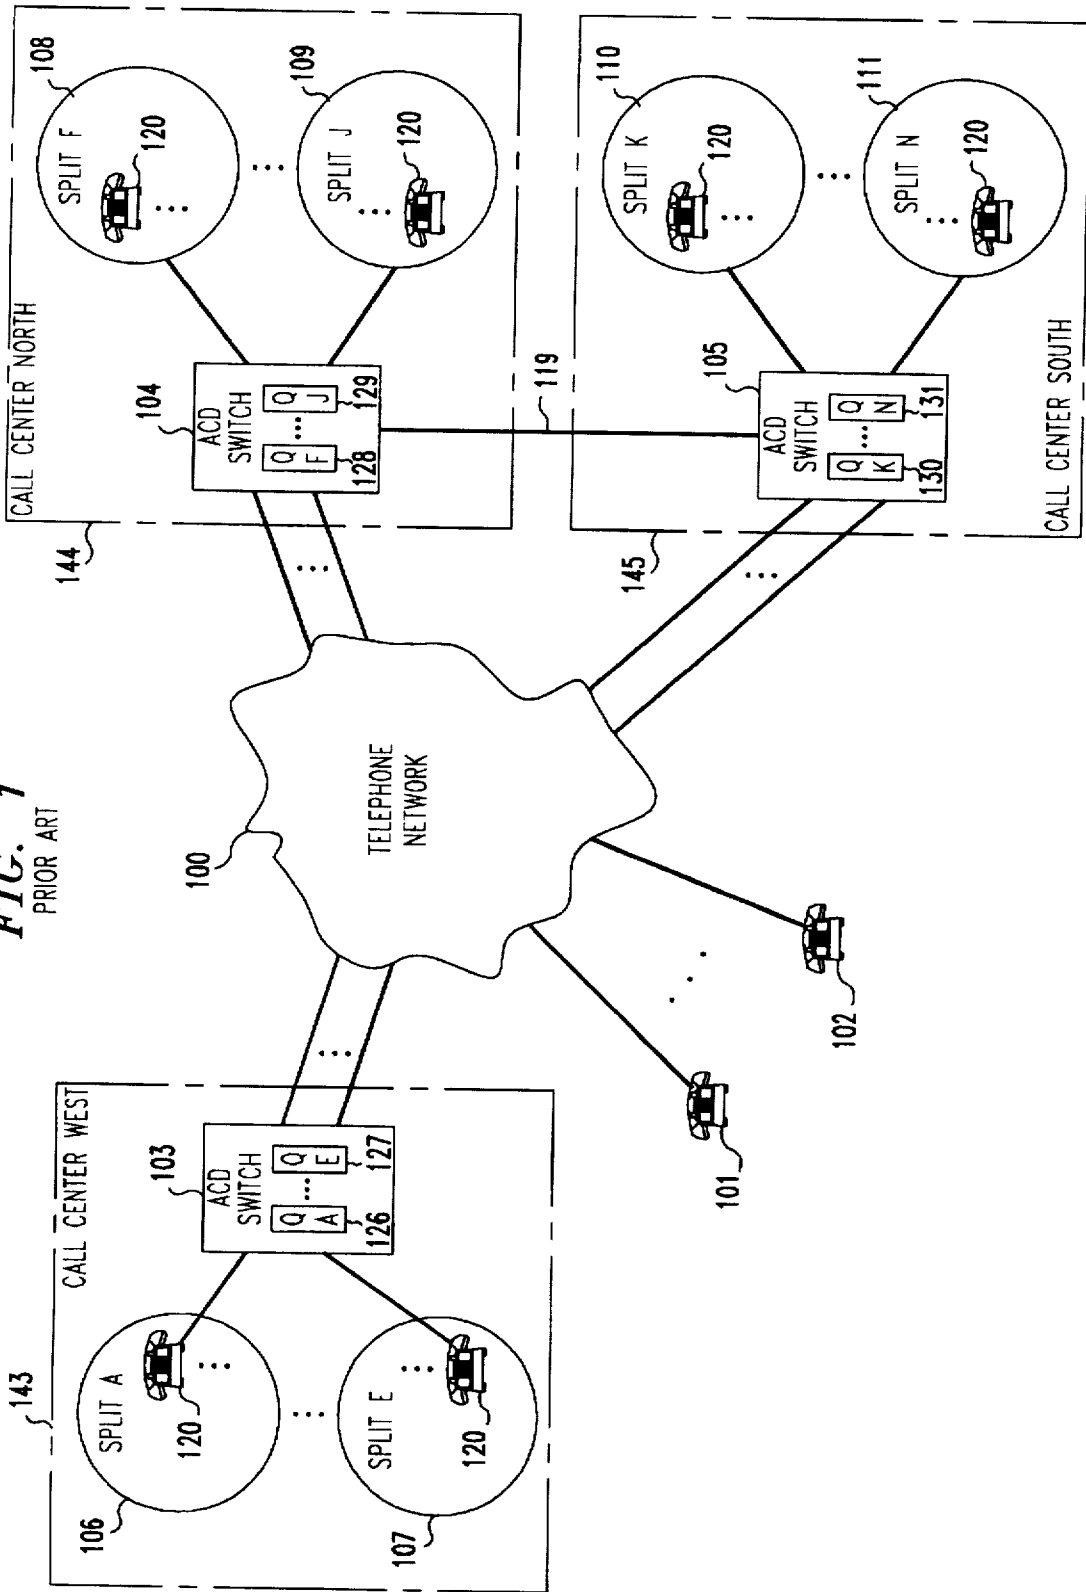 FIG. 1
PRIOR ART
143
CALL CENTER WEST
106
SPLIT A
120
107
SPLIT E
120
103
ACD
SWITCH
Q
A
Q
E
126
127
100
TELEPHONE
NETWORK
101
102
144
CALL CENTER NORTH
104
ACD
SWITCH
Q
F
Q
J
128
129
108
SPLIT F
120
109
SPLIT J
120
119
145
CALL CENTER SOUTH
105
ACD
SWITCH
Q
K
Q
N
130
131
110
SPLIT K
120
111
SPLIT N
120